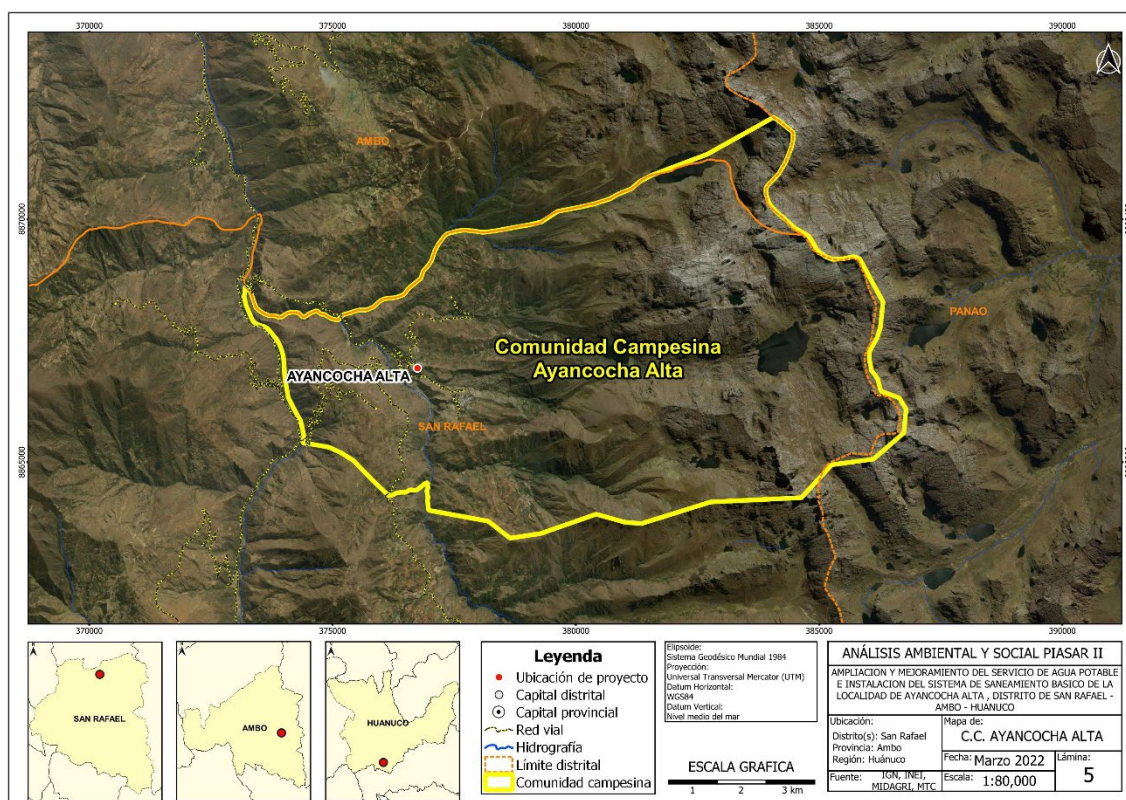 370000
375000
380000
385000
390000
AMBO
8870000
PANAO
Comunidad Campesina
Ayancocha Alta
AYANCOCHA ALTA
SAN RAFAEL
8865000
370000
375000
380000
385000
390000
SAN RAFAEL
AMBO
HUANUCO
Leyenda
Ubicación de proyecto
Capital distrital
Capital provincial
Red vial
Hidrografía
Límite distrital
Comunidad campesina
Elipsoide:
Sistema Geodésico Mundial 1984
Proyección:
Universal Transversal Mercator (UTM)
Datum Horizontal:
WGS84
Datum Vertical:
Nivel medio del mar
ESCALA GRAFICA
1 2 3 km
ANÁLISIS AMBIENTAL Y SOCIAL PIASAR II
AMPLIACION Y MEJORAMIENTO DEL SERVICIO DE AGUA POTABLE
E INSTALACION DEL SISTEMA DE SANEAMIENTO BASICO DE LA
LOCALIDAD DE AYANCOCHA ALTA , DISTRITO DE SAN RAFAEL -
AMBO - HUANUCO
Ubicación:
Distrito(s): San Rafael
Provincia: Ambo
Región: Huánuco
Mapa de:
C.C. AYANCOCHA ALTA
Fecha: Marzo 2022
Lámina:
5
Fuente: IGN, INEI,
MIDAGRI, MTC
Escala: 1:80,000